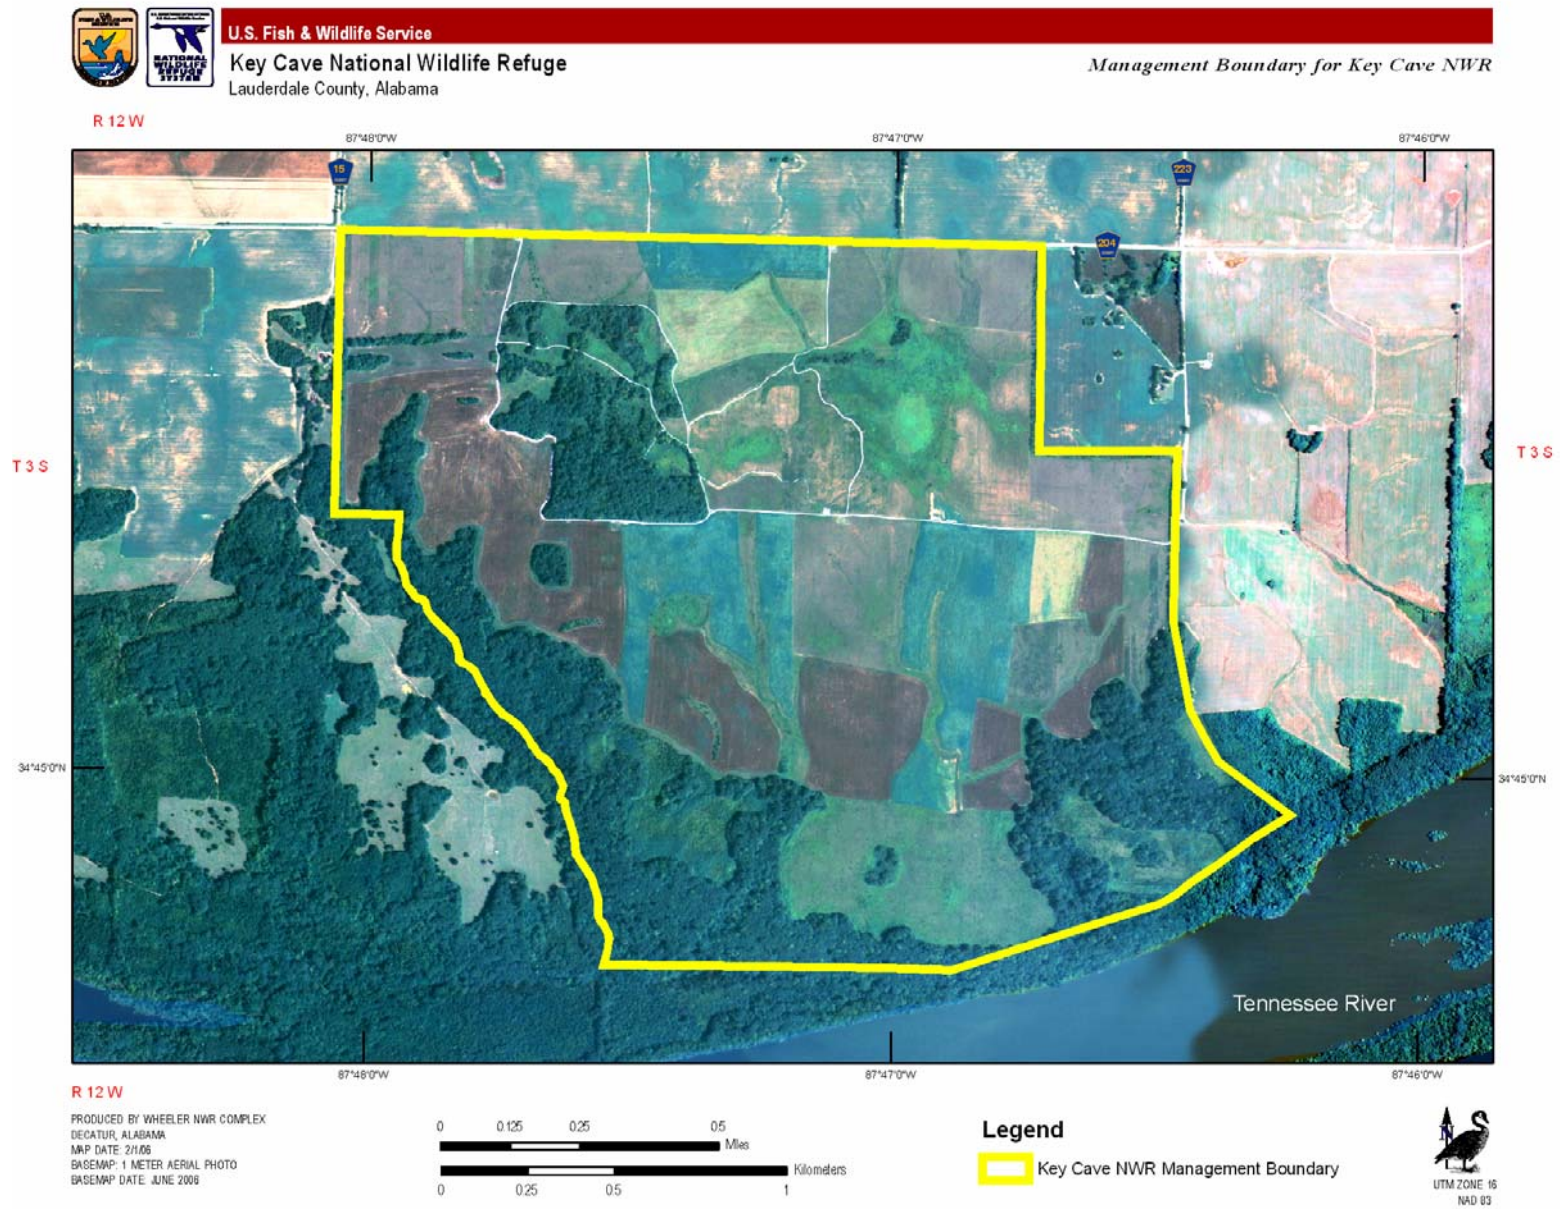 U.S. Fish & Wildlife Service
Key Cave National Wildlife Refuge
Lauderdale County, Alabama
Management Boundary for Key Cave NWR
NATIONAL
WILDLIFE
REFUGE
SYSTEM
R 12 W
87°48'0"W
87°47'0"W
87°46'0"W
15
223
204
T 3 S
T 3 S
34°45'0"N
34°45'0"N
Tennessee River
87°48'0"W
87°47'0"W
87°46'0"W
R 12 W
PRODUCED BY WHEELER NWR COMPLEX
DECATUR, ALABAMA
MAP DATE: 2/1/06
BASEMAP: 1 METER AERIAL PHOTO
BASEMAP DATE: JUNE 2006
0 0.125 0.25 0.5
Miles
Kilometers
0 0.25 0.5 1
Legend
Key Cave NWR Management Boundary
N
UTM ZONE 16
NAD 83